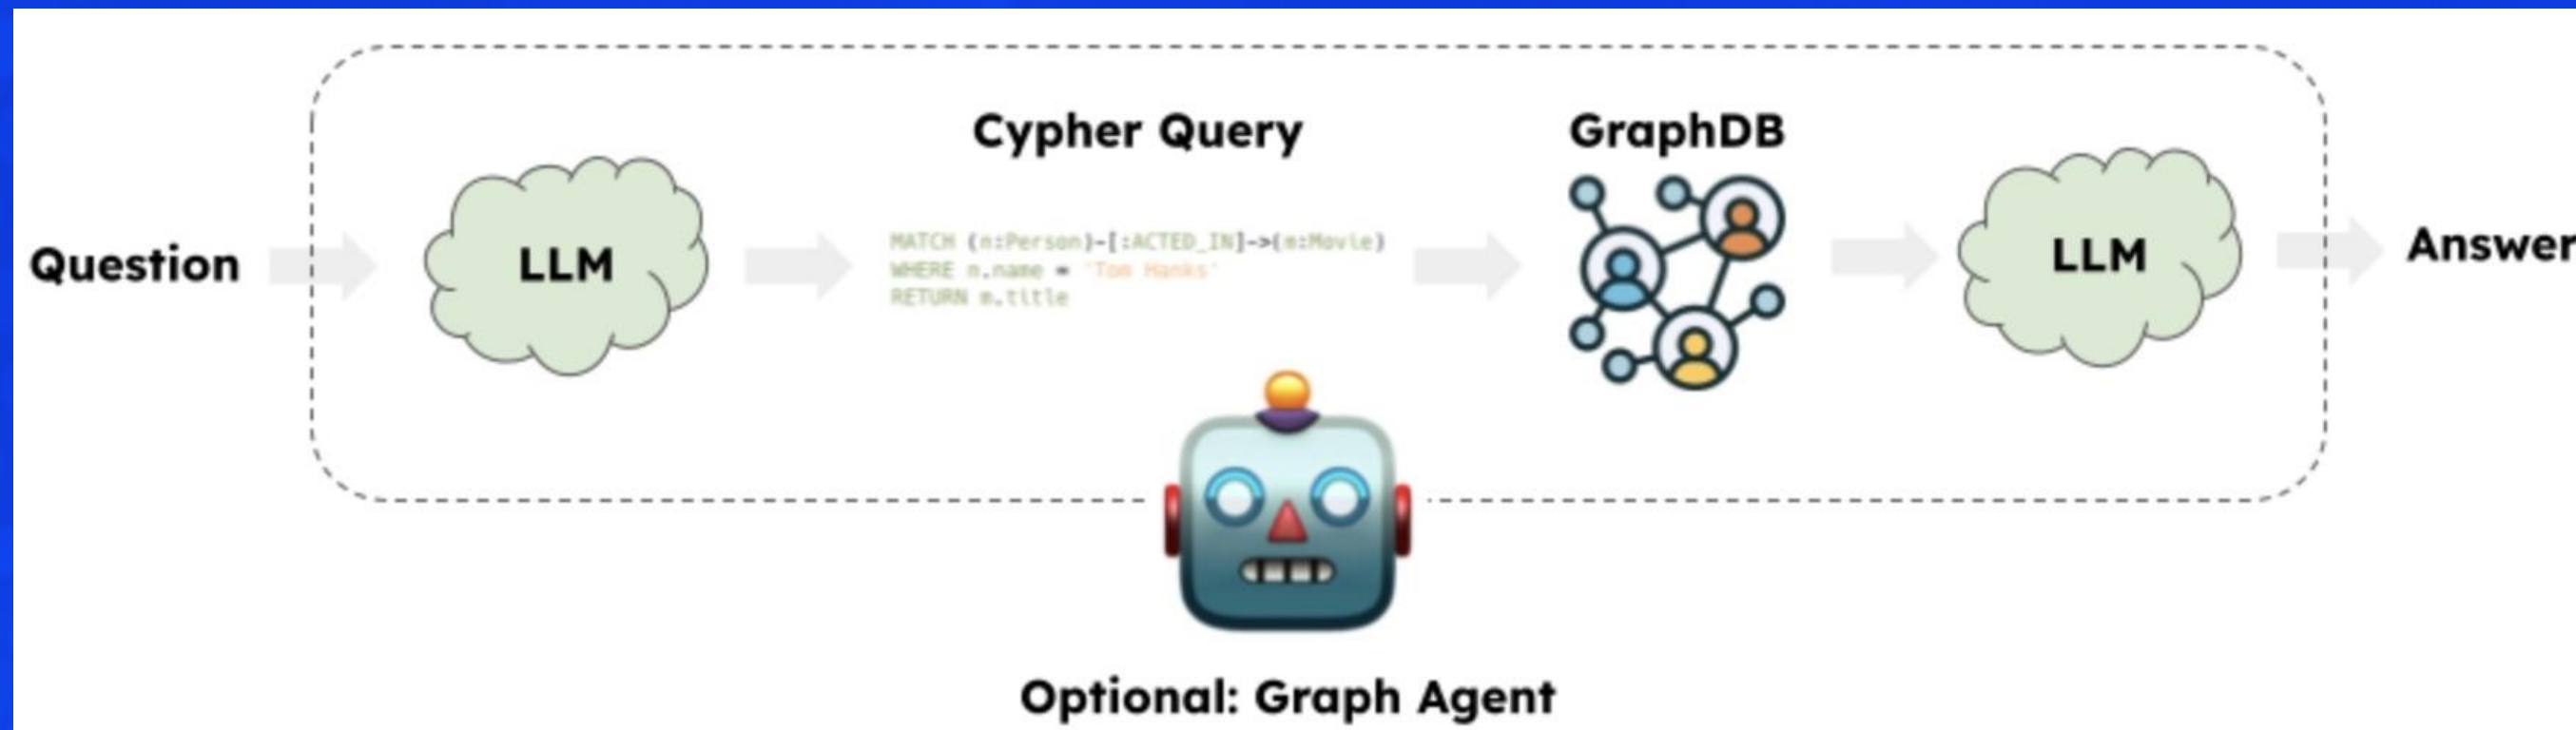 Question
LLM
Cypher Query
MATCH (n:Person)-[:ACTED_IN]->(m:Movie)
WHERE n.name = 'Tom Hanks'
RETURN m.title
GraphDB
LLM
Answer
Optional: Graph Agent